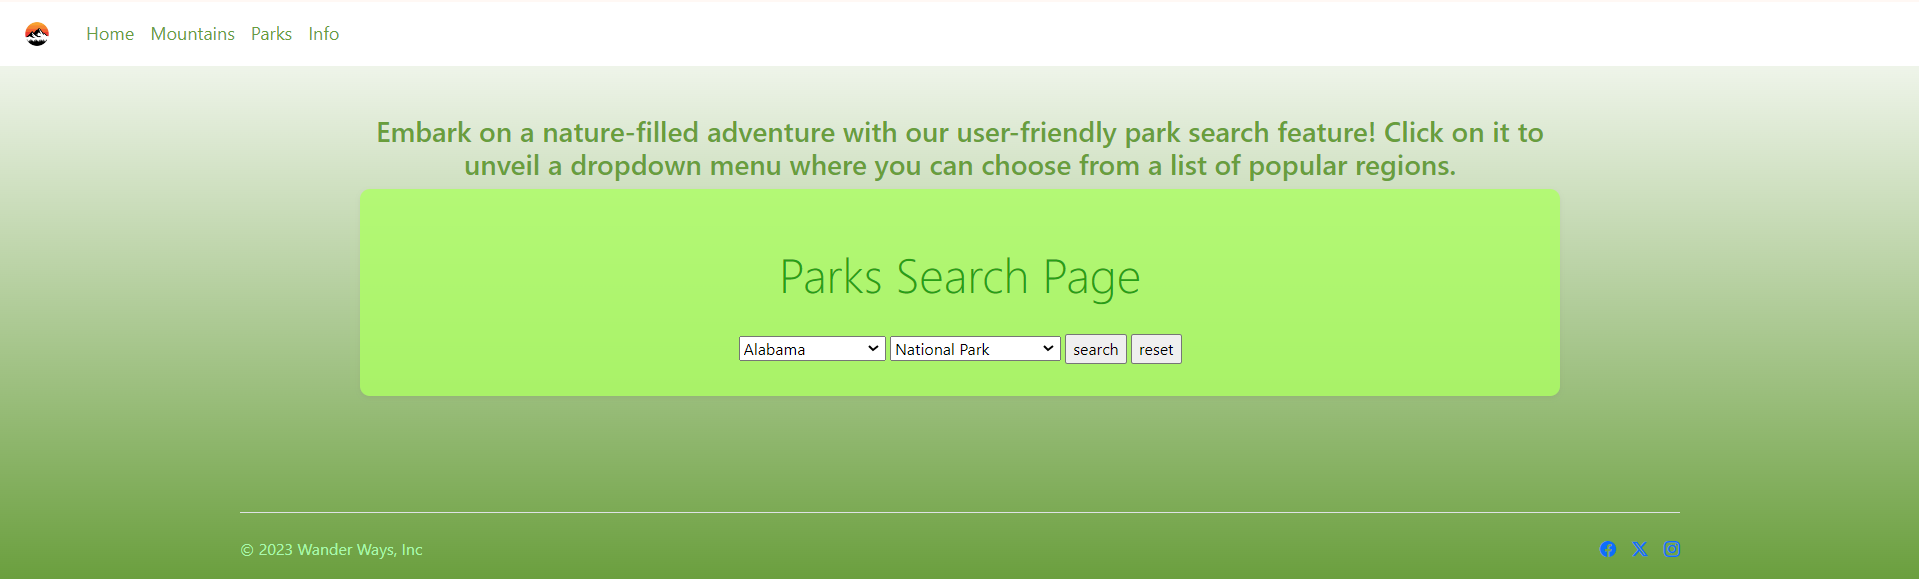 Home Mountains Parks Info
Embark on a nature-filled adventure with our user-friendly park search feature! Click on it to
unveil a dropdown menu where you can choose from a list of popular regions.
Parks Search Page
Alabama National Park search reset
© 2023 Wander Ways, Inc